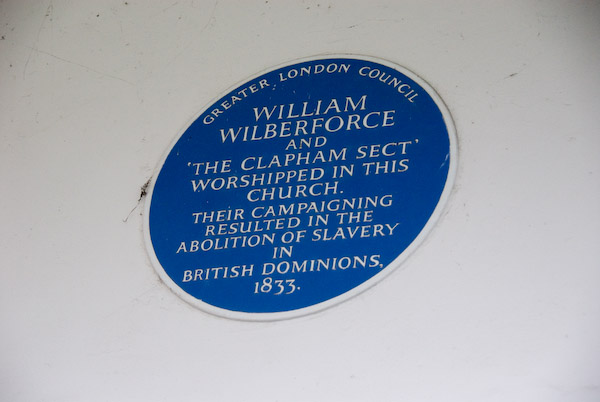 GREATER LONDON COUNCIL
WILLIAM
WILBERFORCE
AND
'THE CLAPHAM SECT'
WORSHIPPED IN THIS
CHURCH.
THEIR CAMPAIGNING
RESULTED IN THE
ABOLITION OF SLAVERY
IN
BRITISH DOMINIONS,
1833.